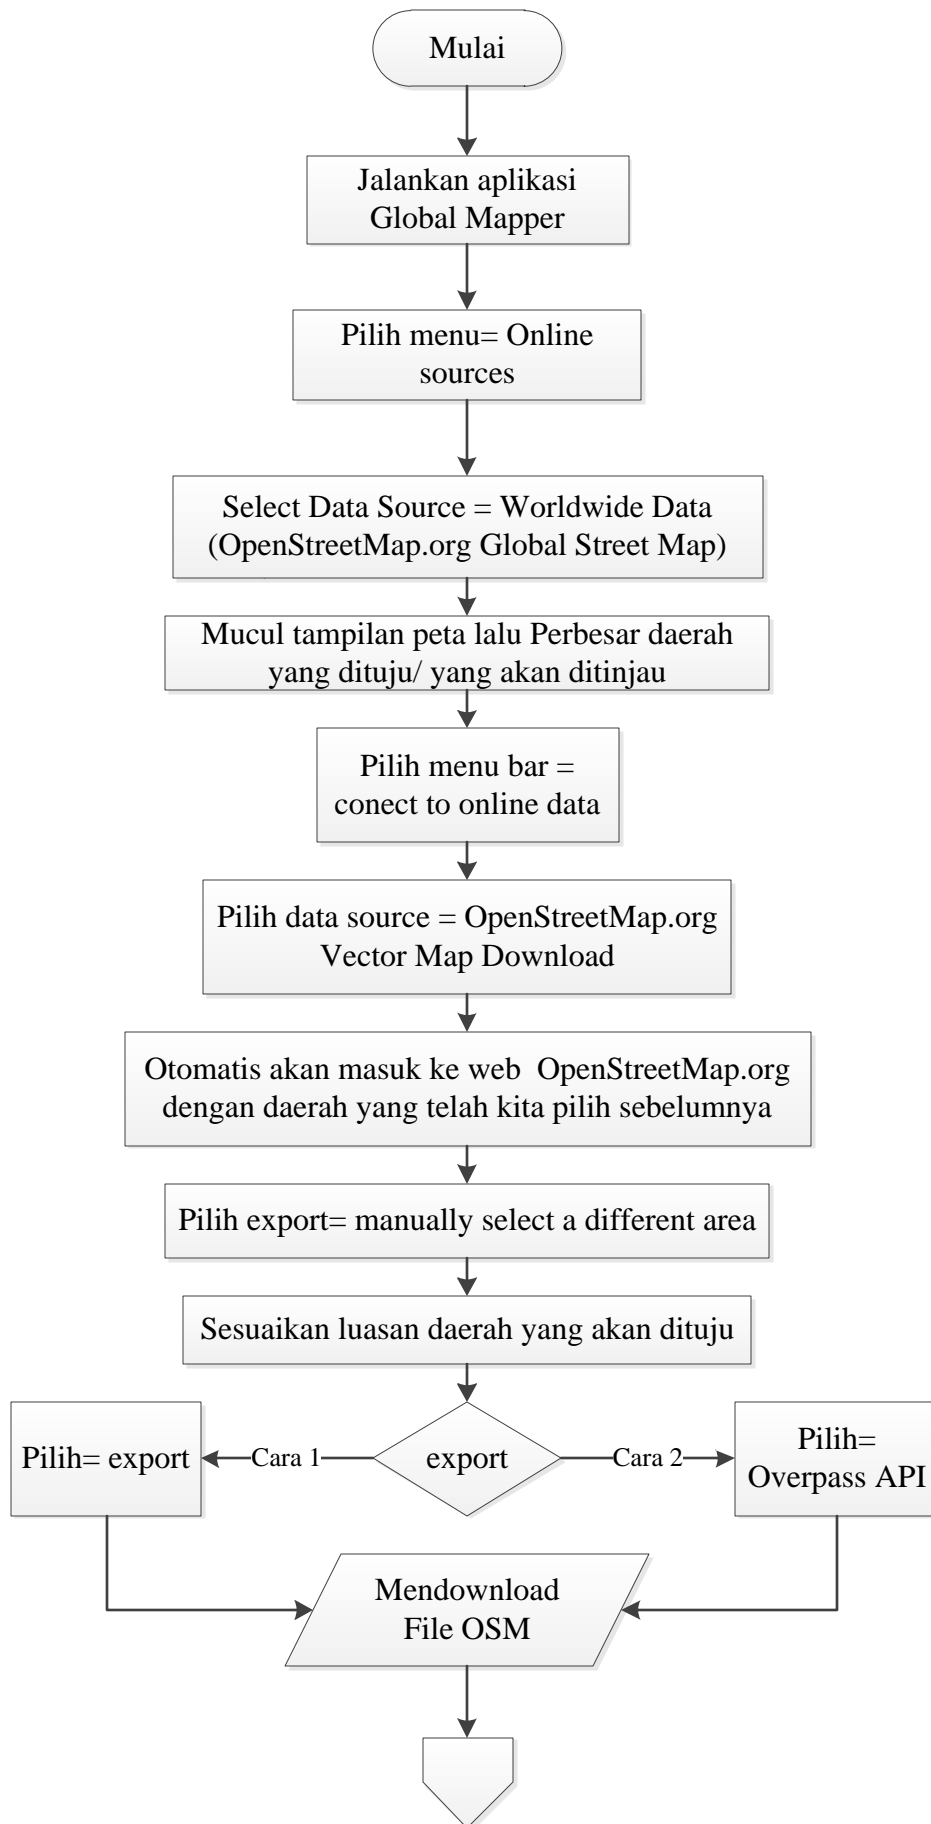 Mulai
Jalankan aplikasi
Global Mapper
Pilih menu= Online
sources
Select Data Source = Worldwide Data
(OpenStreetMap.org Global Street Map)
Mucul tampilan peta lalu Perbesar daerah
yang dituju/ yang akan ditinjau
Pilih menu bar =
conect to online data
Pilih data source = OpenStreetMap.org
Vector Map Download
Otomatis akan masuk ke web  OpenStreetMap.org
dengan daerah yang telah kita pilih sebelumnya
Pilih export= manually select a different area
Sesuaikan luasan daerah yang akan dituju
Pilih= export
Cara 1
export
Cara 2
Pilih=
Overpass API
Mendownload
File OSM